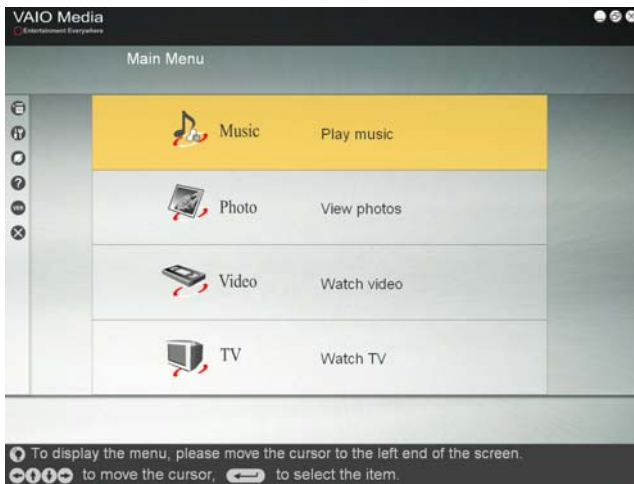 VAIO Media
Entertainment Everywhere
Main Menu
Music Play music
Photo View photos
Video Watch video
TV Watch TV
VER
To display the menu, please move the cursor to the left end of the screen.
to move the cursor, to select the item.